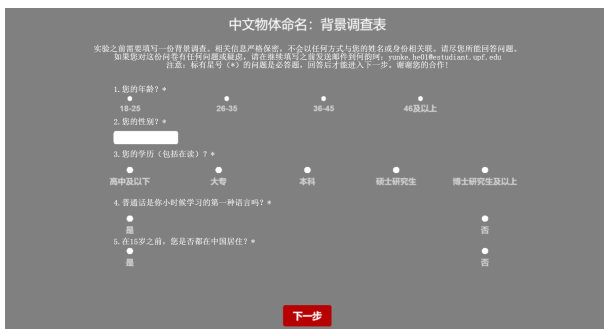 中文物体命名：背景调查表
实验之前需要填写一份背景调查。相关信息严格保密，不会以任何方式与您的姓名或身份相关联。请尽您所能回答问题。
如果您对这份问卷有任何问题或疑虑，请在继续填写之前发送邮件到何韵珂：yunke.he01@estudiant.upf.edu
注意：标有星号（*）的问题是必答题，回答后才能进入下一步。谢谢您的合作！
1.您的年龄？*
18-25 26-35 36-45 46及以上
2.您的性别？*
3.您的学历（包括在读）？*
高中及以下 大专 本科 硕士研究生 博士研究生及以上
4.普通话是你小时候学习的第一种语言吗？*
是 否
5.在15岁之前，您是否都在中国居住？*
是 否
下一步